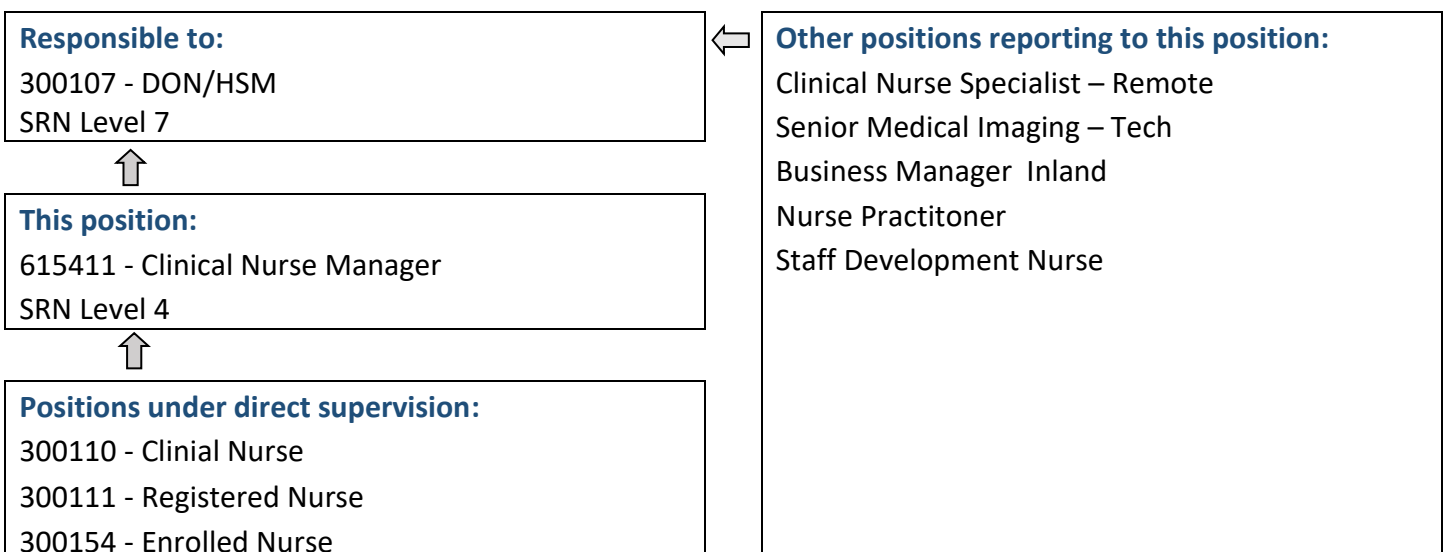 Responsible to:
300107 - DON/HSM
SRN Level 7
This position:
615411 - Clinical Nurse Manager
SRN Level 4
Positions under direct supervision:
300110 - Clinial Nurse
300111 - Registered Nurse
300154 - Enrolled Nurse
Other positions reporting to this position:
Clinical Nurse Specialist – Remote
Senior Medical Imaging – Tech
Business Manager  Inland
Nurse Practitoner
Staff Development Nurse